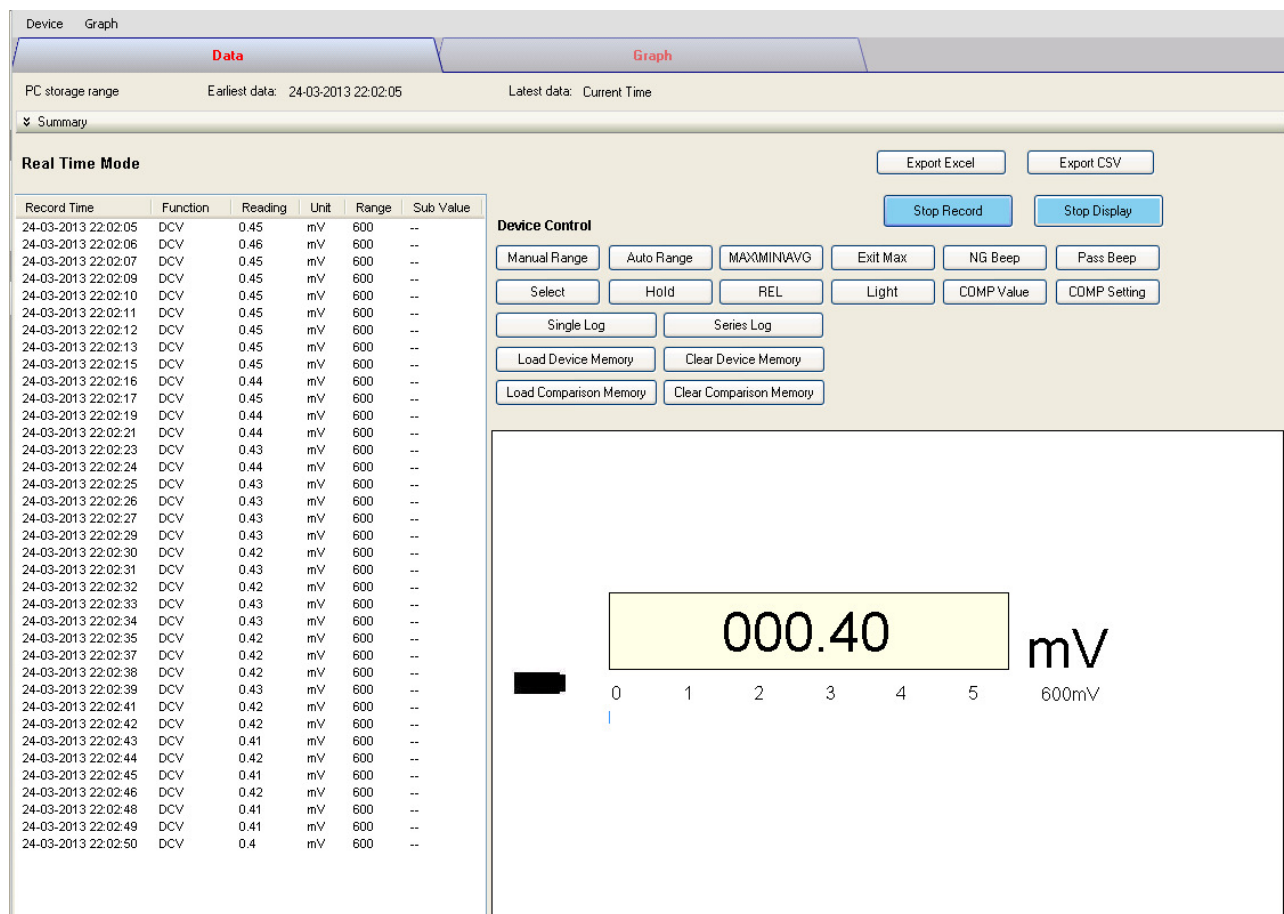 Device Graph
Data Graph
PC storage range Earliest data: 24-03-2013 22:02:05 Latest data: Current Time
Summary
Real Time Mode
Export Excel Export CSV
Stop Record Stop Display
Record Time Function Reading Unit Range Sub Value
24-03-2013 22:02:05 DCV 0.45 mV 600 --
24-03-2013 22:02:06 DCV 0.46 mV 600 --
24-03-2013 22:02:07 DCV 0.45 mV 600 --
24-03-2013 22:02:09 DCV 0.45 mV 600 --
24-03-2013 22:02:10 DCV 0.45 mV 600 --
24-03-2013 22:02:11 DCV 0.45 mV 600 --
24-03-2013 22:02:12 DCV 0.45 mV 600 --
24-03-2013 22:02:13 DCV 0.45 mV 600 --
24-03-2013 22:02:15 DCV 0.45 mV 600 --
24-03-2013 22:02:16 DCV 0.44 mV 600 --
24-03-2013 22:02:17 DCV 0.45 mV 600 --
24-03-2013 22:02:19 DCV 0.44 mV 600 --
24-03-2013 22:02:21 DCV 0.44 mV 600 --
24-03-2013 22:02:23 DCV 0.43 mV 600 --
24-03-2013 22:02:24 DCV 0.44 mV 600 --
24-03-2013 22:02:25 DCV 0.43 mV 600 --
24-03-2013 22:02:26 DCV 0.43 mV 600 --
24-03-2013 22:02:27 DCV 0.43 mV 600 --
24-03-2013 22:02:29 DCV 0.43 mV 600 --
24-03-2013 22:02:30 DCV 0.42 mV 600 --
24-03-2013 22:02:31 DCV 0.43 mV 600 --
24-03-2013 22:02:32 DCV 0.42 mV 600 --
24-03-2013 22:02:33 DCV 0.43 mV 600 --
24-03-2013 22:02:34 DCV 0.43 mV 600 --
24-03-2013 22:02:35 DCV 0.42 mV 600 --
24-03-2013 22:02:37 DCV 0.42 mV 600 --
24-03-2013 22:02:38 DCV 0.42 mV 600 --
24-03-2013 22:02:39 DCV 0.43 mV 600 --
24-03-2013 22:02:41 DCV 0.42 mV 600 --
24-03-2013 22:02:42 DCV 0.42 mV 600 --
24-03-2013 22:02:43 DCV 0.41 mV 600 --
24-03-2013 22:02:44 DCV 0.42 mV 600 --
24-03-2013 22:02:45 DCV 0.41 mV 600 --
24-03-2013 22:02:46 DCV 0.42 mV 600 --
24-03-2013 22:02:48 DCV 0.41 mV 600 --
24-03-2013 22:02:49 DCV 0.41 mV 600 --
24-03-2013 22:02:50 DCV 0.4 mV 600 --
Device Control
Manual Range Auto Range MAX\MIN\AVG Exit Max NG Beep Pass Beep
Select Hold REL Light COMP Value COMP Setting
Single Log Series Log
Load Device Memory Clear Device Memory
Load Comparison Memory Clear Comparison Memory
000.40 mV
0 1 2 3 4 5 600mV